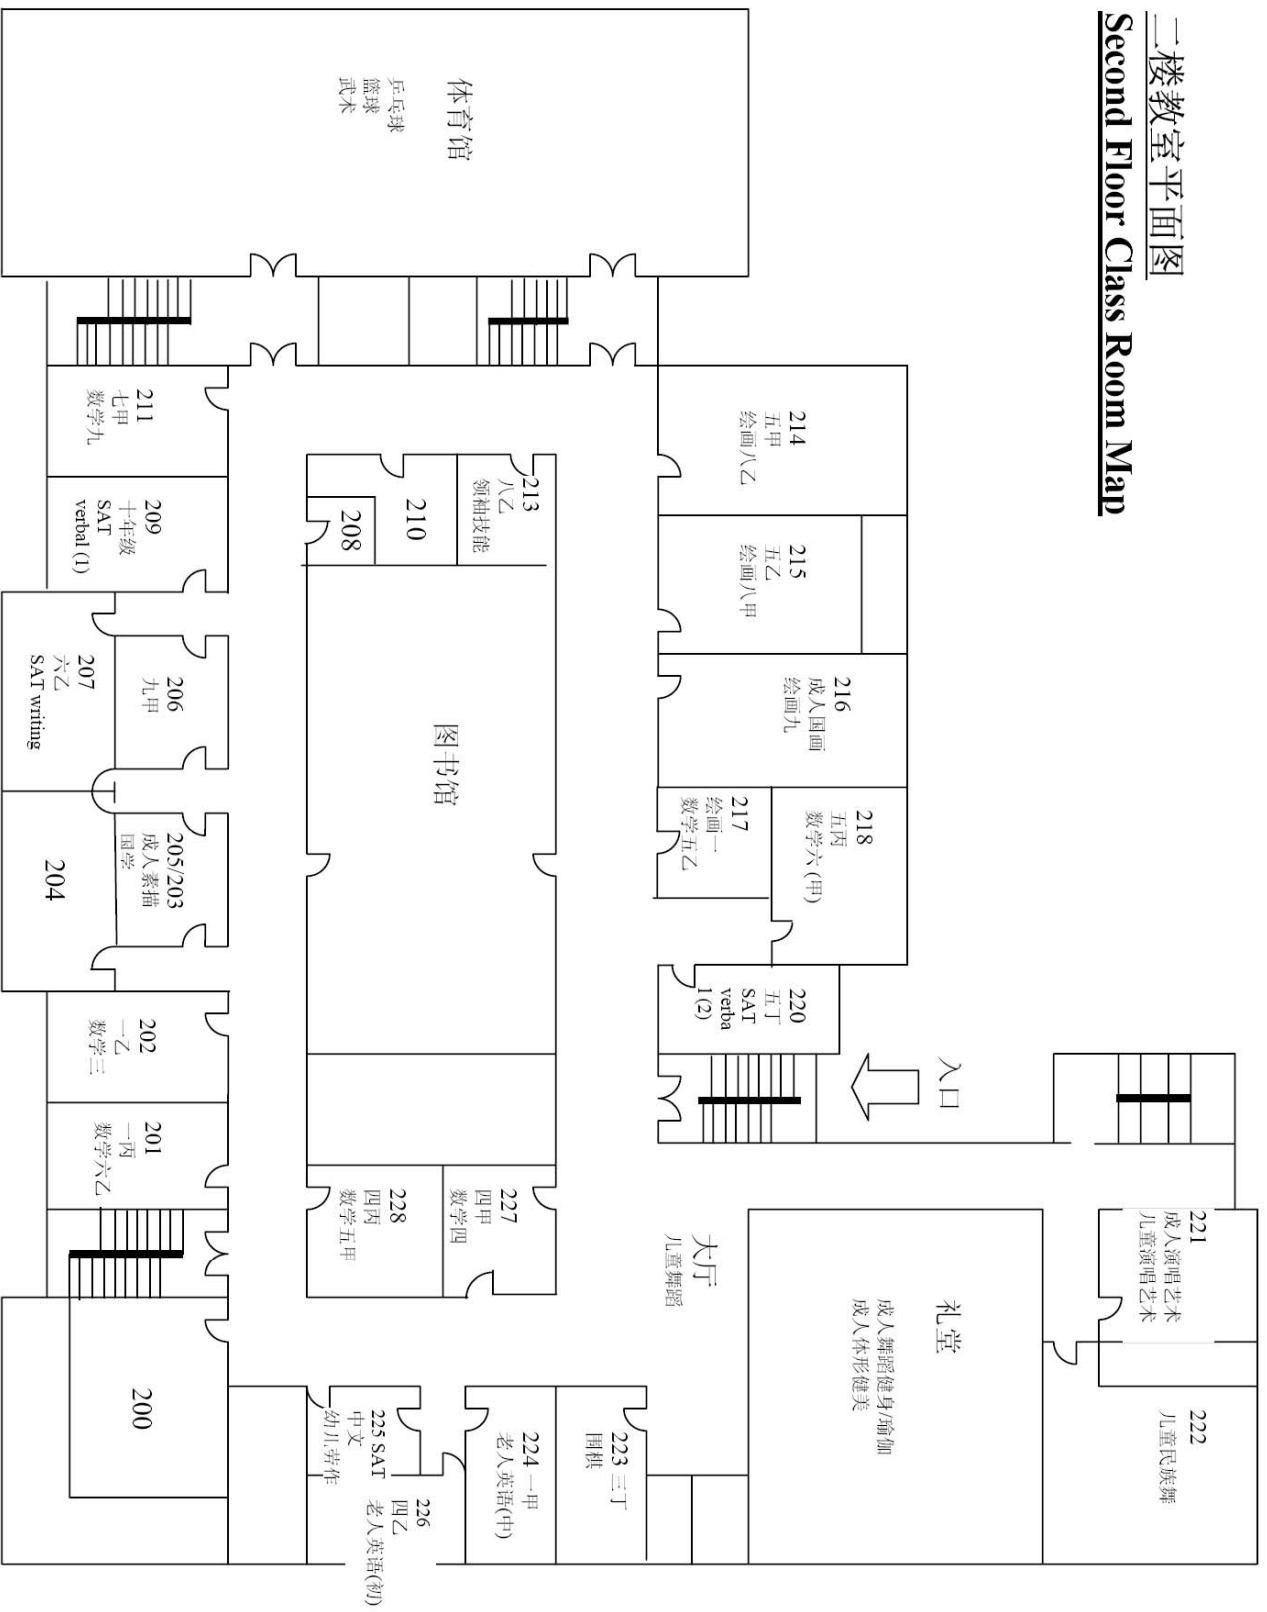 二楼教室平面图
Second Floor Class Room Map
体育馆
乒乓球
篮球
武术
214
五甲
绘画八乙
215
五乙
绘画八甲
216
成人国画
绘画九
218
五丙
数学六 (甲)
217
绘画一
数学五乙
220
五丁
SAT
verba
l (2)
入口
211
七甲
数学九
209
十年级
SAT
verbal (1)
213
八乙
领袖技能
210
208
图书馆
207
六乙
SAT writing
206
九甲
205/203
成人素描
国学
204
202
一乙
数学三
201
一丙
数学六乙
200
228
四丙
数学五甲
227
四甲
数学四
大厅
儿童舞蹈
礼堂
成人舞蹈健身/瑜伽
成人体形健美
221
成人演唱艺术
儿童演唱艺术
222
儿童民族舞
223 三丁
围棋
224 一甲
老人英语(中)
225 SAT
中文
幼儿劳作
226
四乙
老人英语(初)